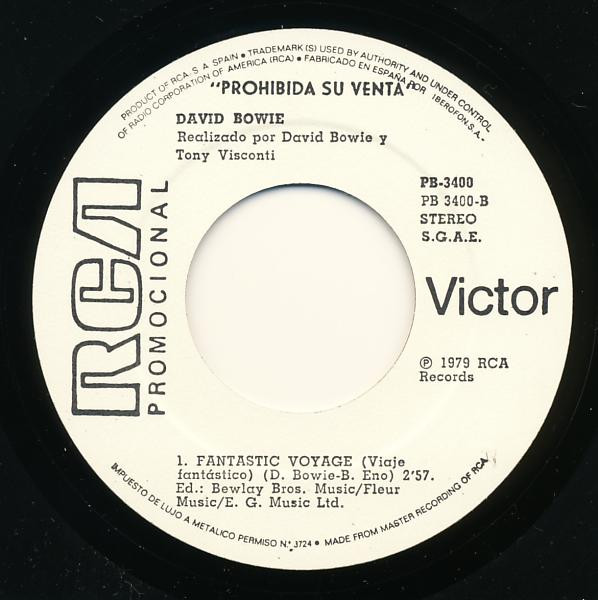 PRODUCT OF RCA, S A SPAIN • TRADEMARK (S) USED BY AUTHORITY AND UNDER CONTROL
OF RADIO CORPORATION OF AMERICA (RCA) • FABRICADO EN ESPAÑA POR IBEROFON.S.A.-
"PROHIBIDA SU VENTA"
DAVID BOWIE
Realizado por David Bowie y
Tony Visconti
PB-3400
PB 3400-B
STEREO
S.G.A.E.
RCA
PROMOCIONAL
Victor
℗ 1979 RCA
Records
1. FANTASTIC VOYAGE (Viaje
fantástico) (D. Bowie-B. Eno) 2'57.
Ed.: Bewlay Bros. Music/Fleur
Music/E. G. Music Ltd.
IMPUESTO DE LUJO A METALICO PERMISO N.° 3724 • MADE FROM MASTER RECORDING OF RCA